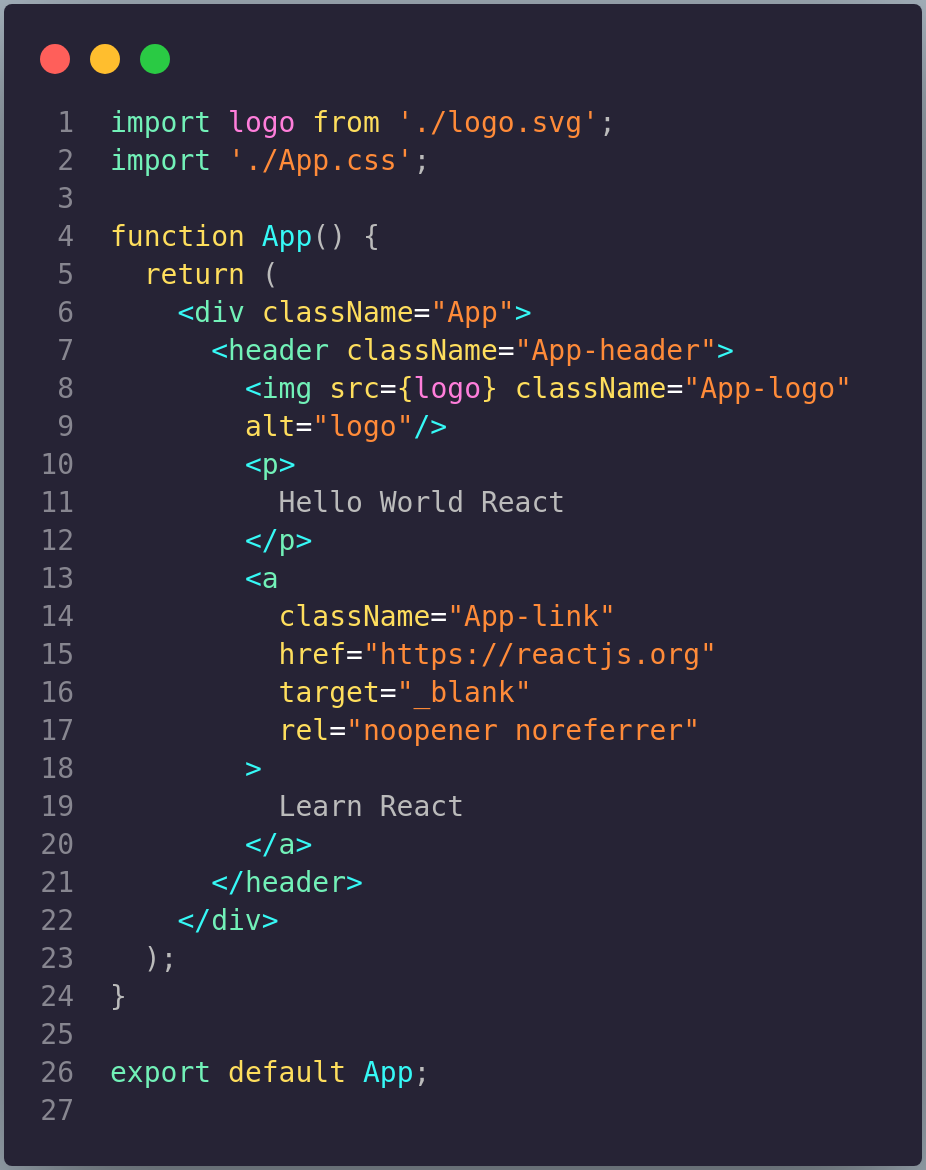 1 import logo from './logo.svg';
2 import './App.css';
3
4 function App() {
5   return (
6     <div className="App">
7       <header className="App-header">
8         <img src={logo} className="App-logo"
9         alt="logo"/>
10         <p>
11           Hello World React
12         </p>
13         <a
14           className="App-link"
15           href="https://reactjs.org"
16           target="_blank"
17           rel="noopener noreferrer"
18         >
19           Learn React
20         </a>
21       </header>
22     </div>
23   );
24 }
25
26 export default App;
27